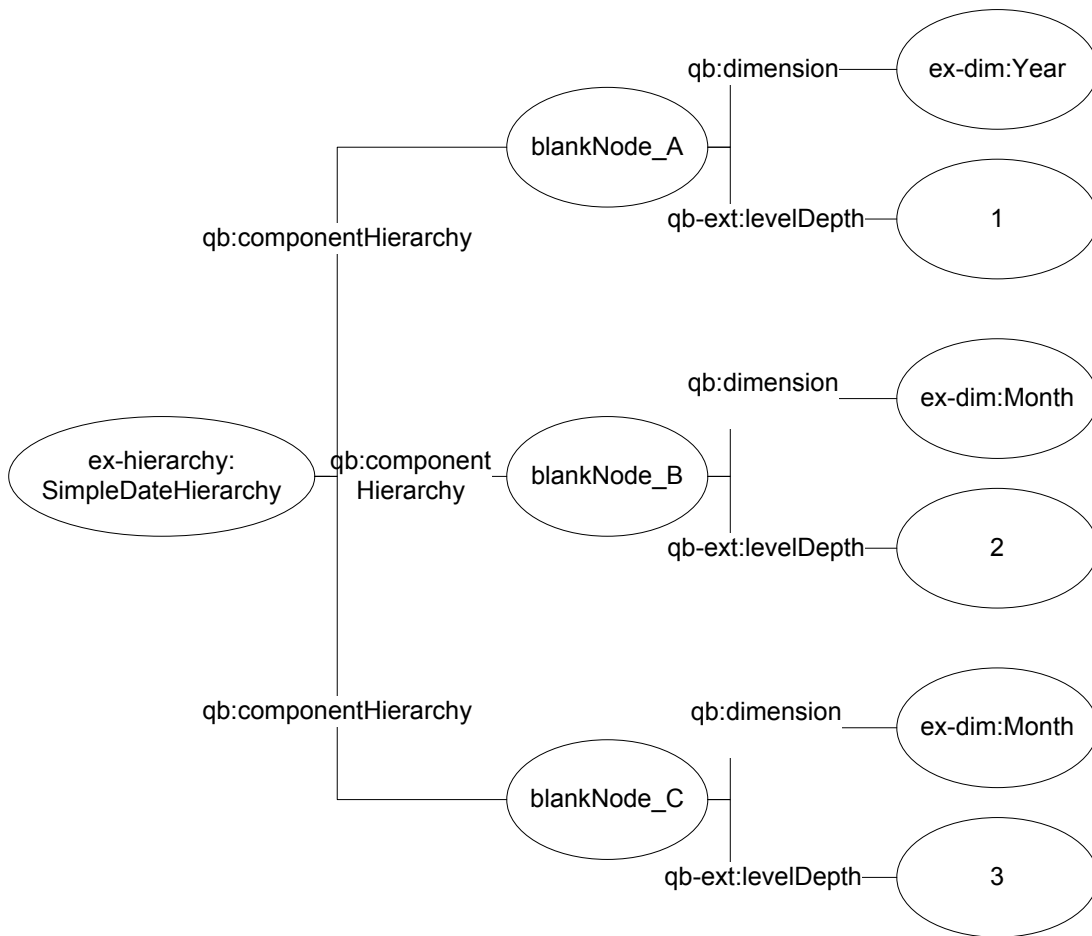 qb:dimension
ex-dim:Year
blankNode_A
qb-ext:levelDepth
1
qb:componentHierarchy
qb:dimension
ex-dim:Month
ex-hierarchy:
SimpleDateHierarchy
qb:component
Hierarchy
blankNode_B
qb-ext:levelDepth
2
qb:componentHierarchy
qb:dimension
ex-dim:Month
blankNode_C
qb-ext:levelDepth
3